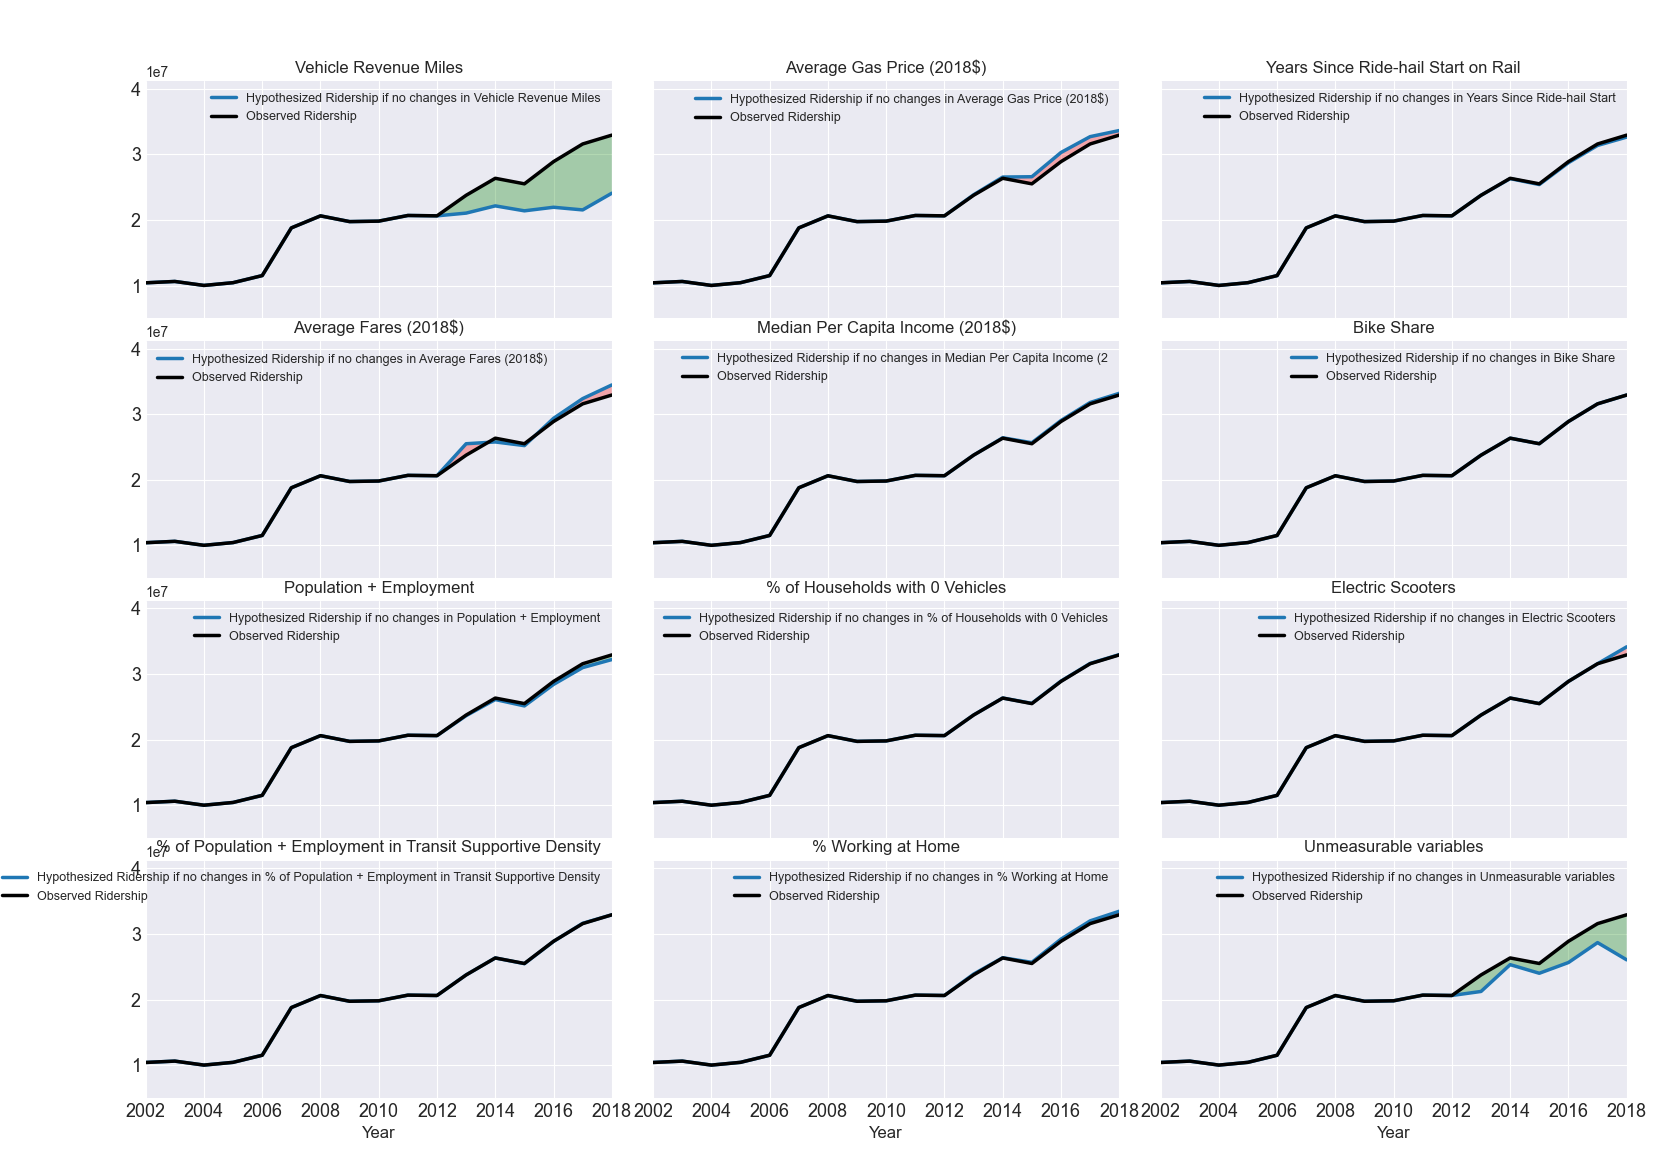 Vehicle Revenue Miles
Average Gas Price (2018$)
Years Since Ride-hail Start on Rail
1e7
4
3
2
1
Hypothesized Ridership if no changes in Vehicle Revenue Miles
Observed Ridership
Hypothesized Ridership if no changes in Average Gas Price (2018$)
Observed Ridership
Hypothesized Ridership if no changes in Years Since Ride-hail Start
Observed Ridership
Average Fares (2018$)
Median Per Capita Income (2018$)
Bike Share
1e7
4
3
2
1
Hypothesized Ridership if no changes in Average Fares (2018$)
Observed Ridership
Hypothesized Ridership if no changes in Median Per Capita Income (2
Observed Ridership
Hypothesized Ridership if no changes in Bike Share
Observed Ridership
Population + Employment
% of Households with 0 Vehicles
Electric Scooters
1e7
4
3
2
1
Hypothesized Ridership if no changes in Population + Employment
Observed Ridership
Hypothesized Ridership if no changes in % of Households with 0 Vehicles
Observed Ridership
Hypothesized Ridership if no changes in Electric Scooters
Observed Ridership
% of Population + Employment in Transit Supportive Density
% Working at Home
Unmeasurable variables
1e7
4
3
2
1
Hypothesized Ridership if no changes in % of Population + Employment in Transit Supportive Density
Observed Ridership
Hypothesized Ridership if no changes in % Working at Home
Observed Ridership
Hypothesized Ridership if no changes in Unmeasurable variables
Observed Ridership
2002 2004 2006 2008 2010 2012 2014 2016 2018
2002 2004 2006 2008 2010 2012 2014 2016 2018
2002 2004 2006 2008 2010 2012 2014 2016 2018
Year
Year
Year